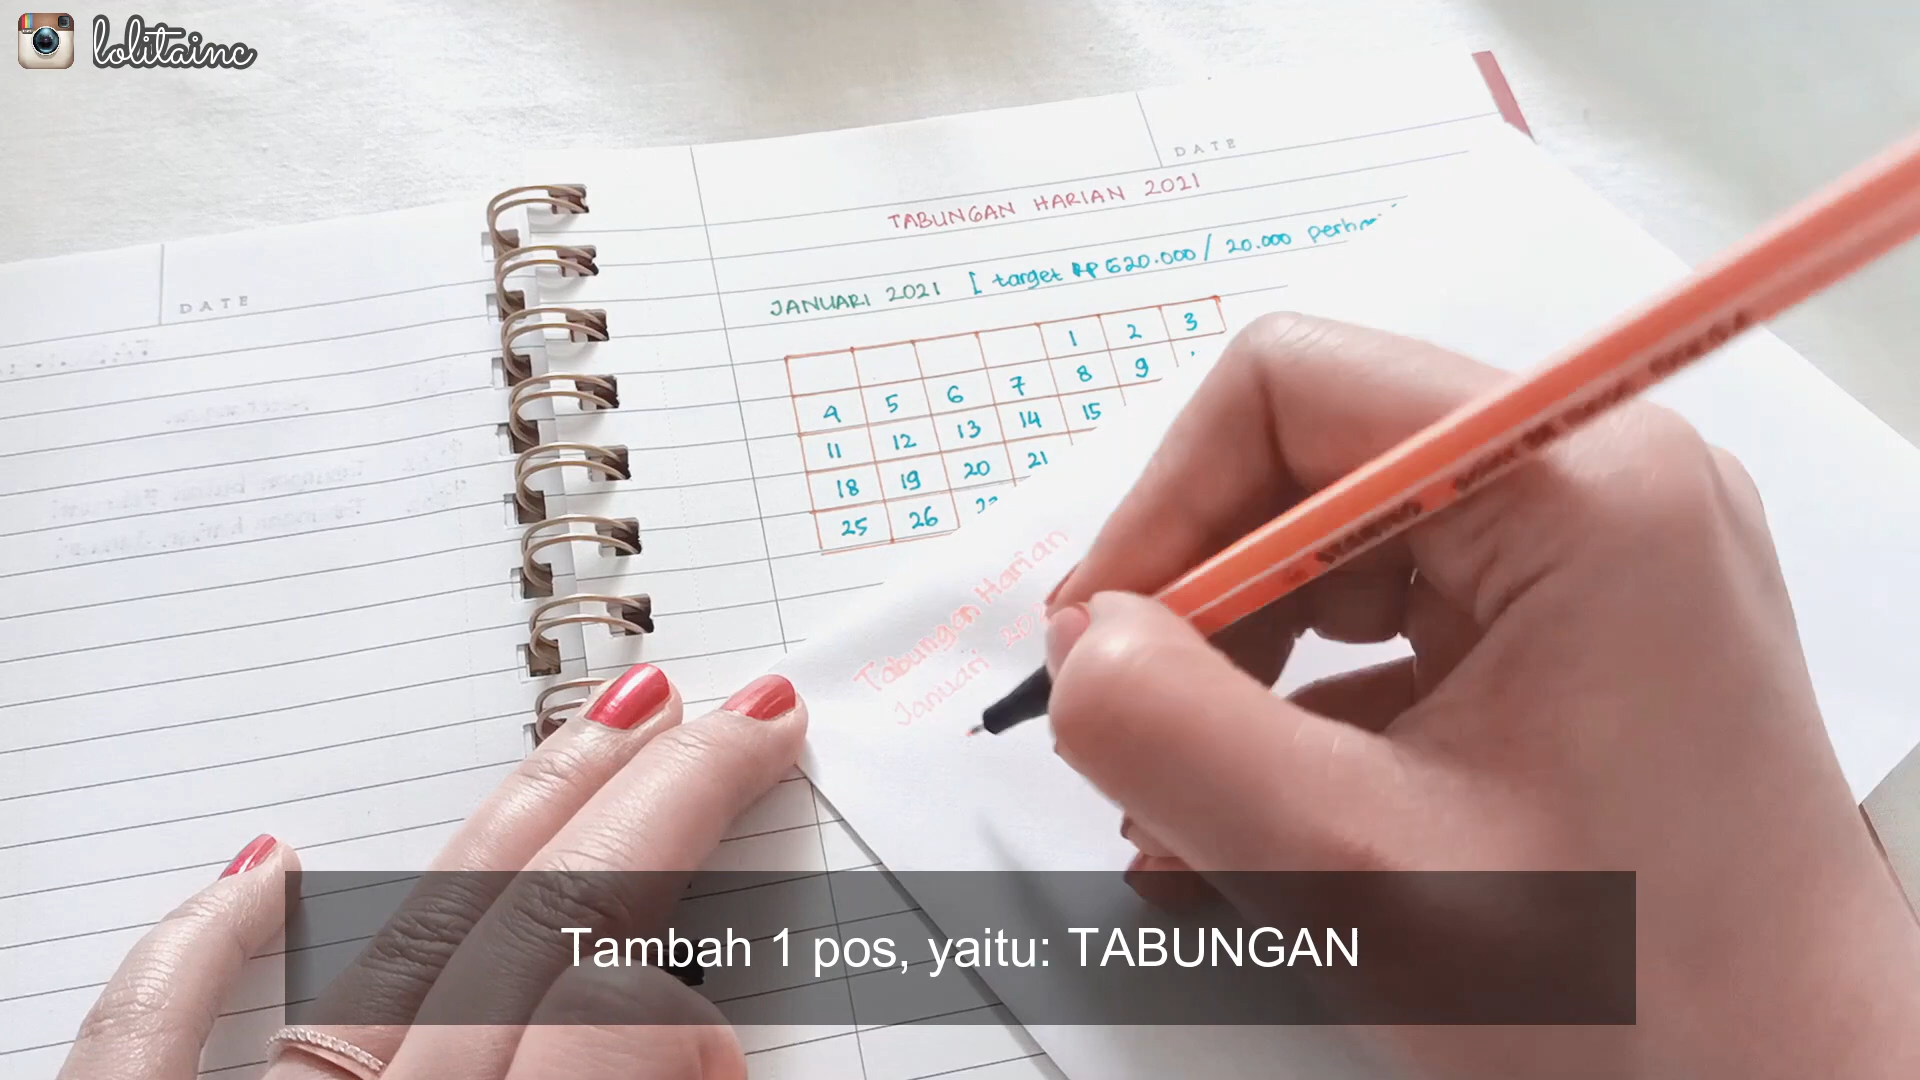 lolitainc
DATE
DATE
TABUNGAN HARIAN 2021
JANUARI 2021 [ target Rp 620.000 / 20.000
1 2 3
4 5 6 7 8 9
11 12 13 14 15
18 19 20 21
25 26
Tabungan Harian
Januari
STABILO
Tambah 1 pos, yaitu: TABUNGAN